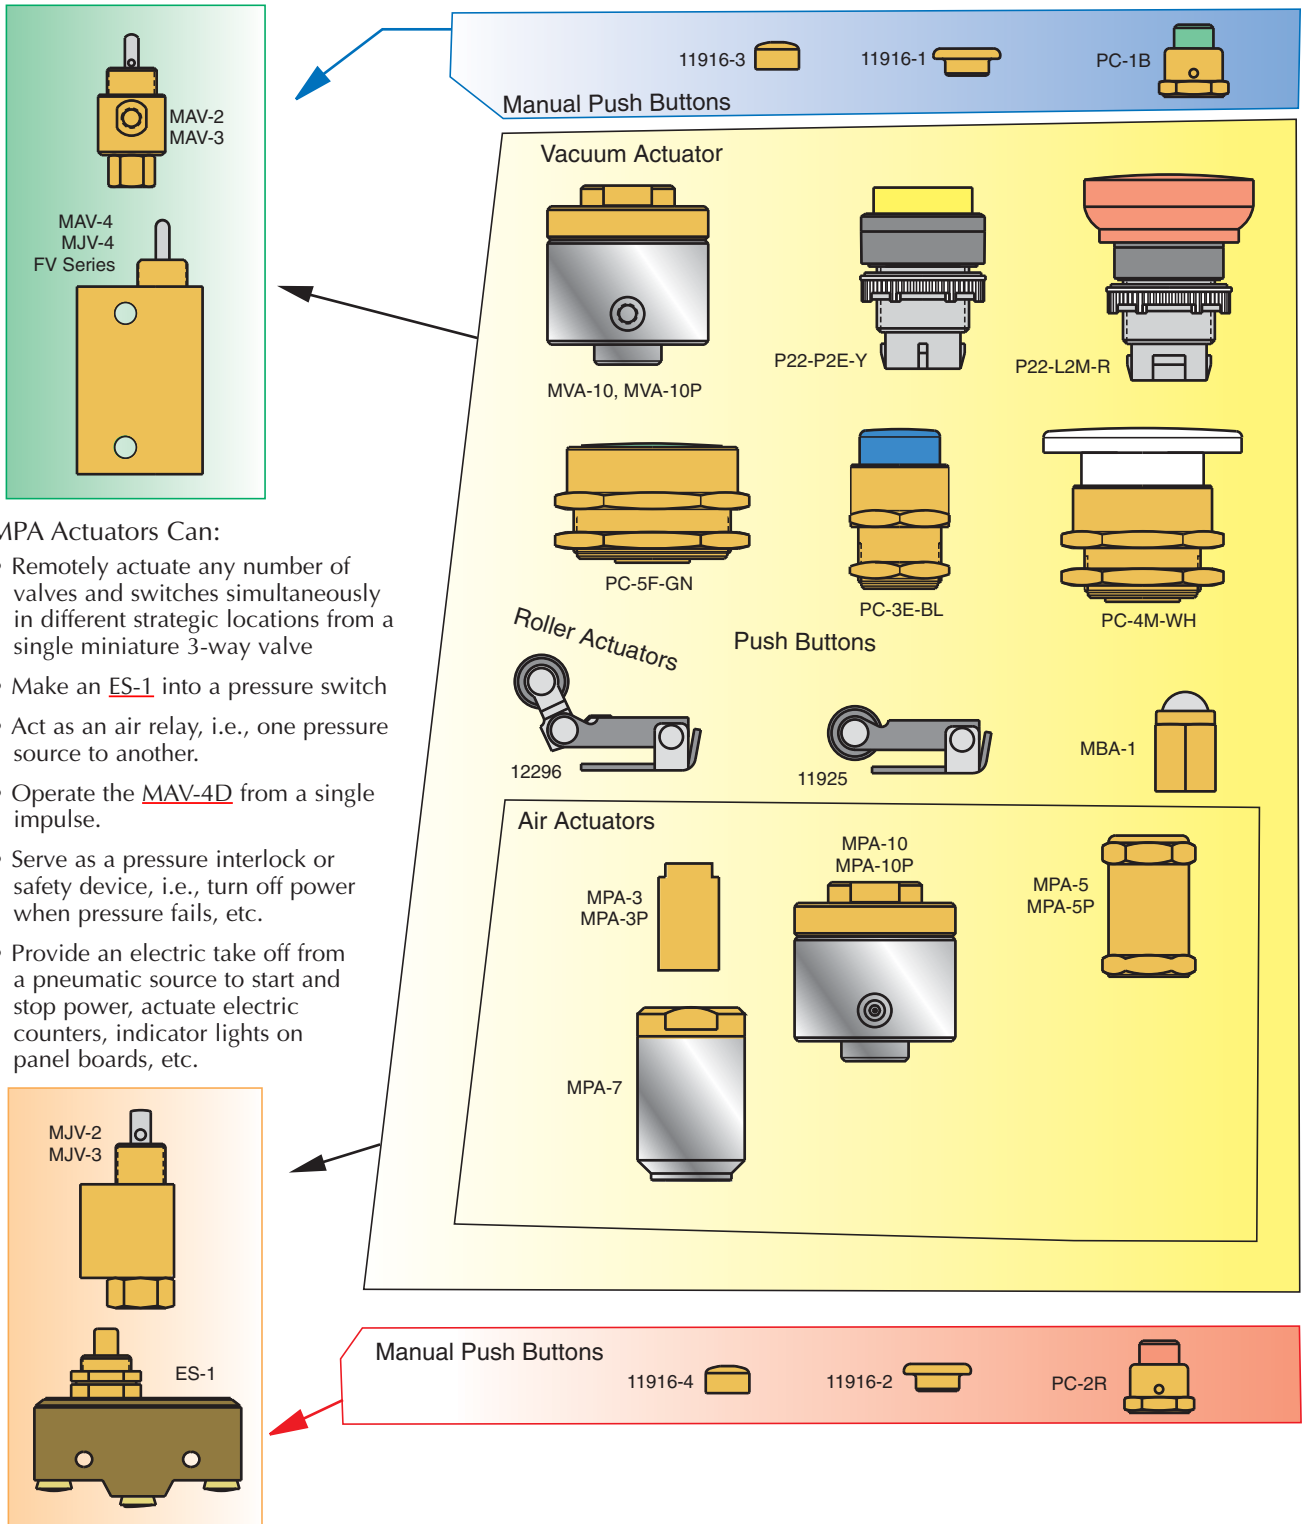 MAV-2
MAV-3
MAV-4
MJV-4
FV Series
11916-3
11916-1
PC-1B
Manual Push Buttons
Vacuum Actuator
MVA-10, MVA-10P
P22-P2E-Y
P22-L2M-R
PC-5F-GN
PC-3E-BL
PC-4M-WH
Roller Actuators
Push Buttons
12296
11925
MBA-1
Air Actuators
MPA-3
MPA-3P
MPA-10
MPA-10P
MPA-5
MPA-5P
MPA-7
MPA Actuators Can:
• Remotely actuate any number of
valves and switches simultaneously
in different strategic locations from a
single miniature 3-way valve
• Make an ES-1 into a pressure switch
• Act as an air relay, i.e., one pressure
source to another.
• Operate the MAV-4D from a single
impulse.
• Serve as a pressure interlock or
safety device, i.e., turn off power
when pressure fails, etc.
• Provide an electric take off from
a pneumatic source to start and
stop power, actuate electric
counters, indicator lights on
panel boards, etc.
MJV-2
MJV-3
ES-1
Manual Push Buttons
11916-4
11916-2
PC-2R